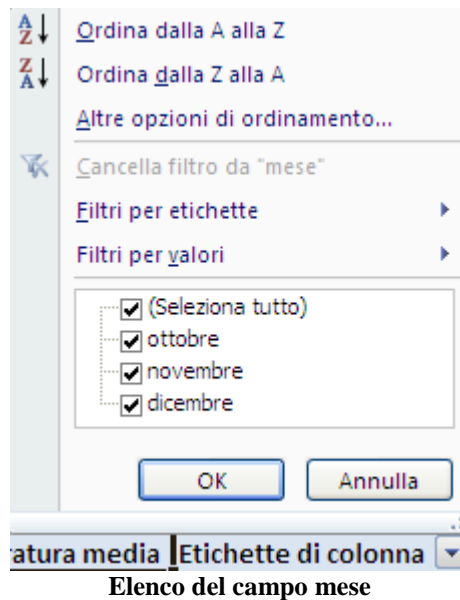 Ordina dalla A alla Z
Ordina dalla Z alla A
Altre opzioni di ordinamento...
Cancella filtro da "mese"
Filtri per etichette
Filtri per valori
(Seleziona tutto)
ottobre
novembre
dicembre
OK Annulla
ratura media Etichette di colonna
Elenco del campo mese